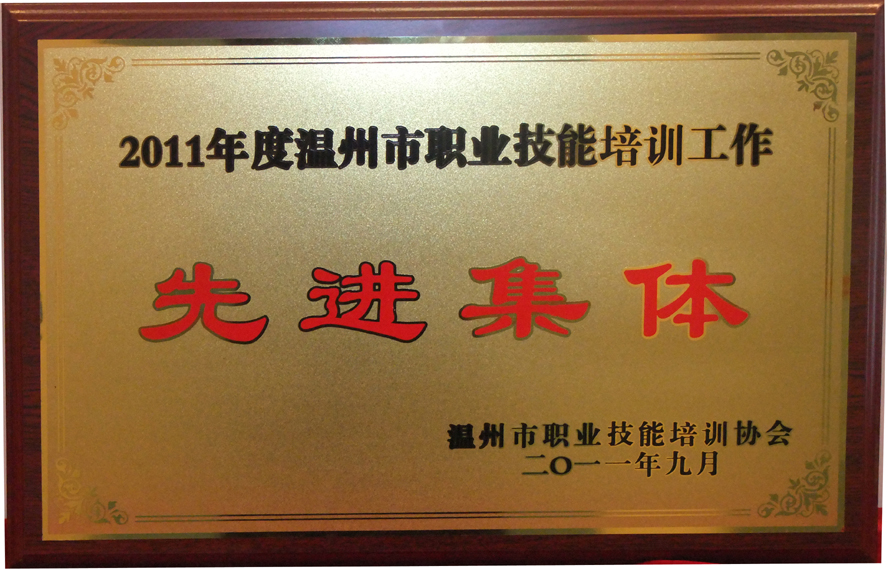 2011年度温州市职业技能培训工作
先进集体
温州市职业技能培训协会
二〇一一年九月